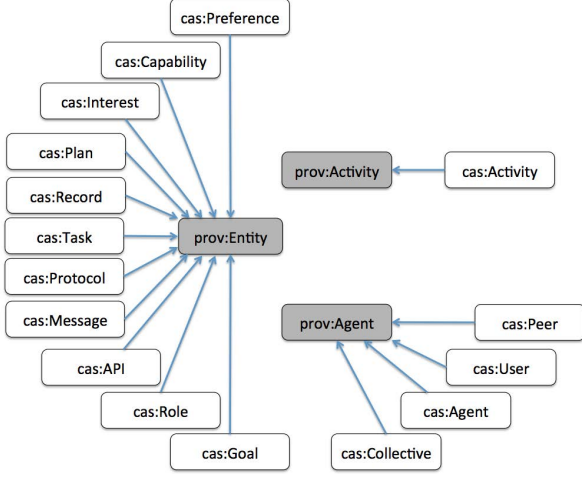 cas:Preference
cas:Capability
cas:Interest
cas:Plan
cas:Record
cas:Task
cas:Protocol
cas:Message
cas:API
cas:Role
cas:Goal
prov:Entity
prov:Activity
cas:Activity
prov:Agent
cas:Peer
cas:User
cas:Agent
cas:Collective